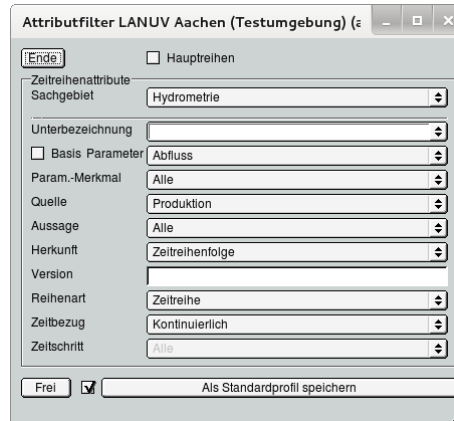 Attributfilter LANUV Aachen (Testumgebung) (a
Ende
Hauptreihen
Zeitreihenattribute
Sachgebiet Hydrometrie
Unterbezeichnung
Basis Parameter Abfluss
Param.-Merkmal Alle
Quelle Produktion
Aussage Alle
Herkunft Zeitreihenfolge
Version
Reihenart Zeitreihe
Zeitbezug Kontinuierlich
Zeitschritt Alle
Frei Als Standardprofil speichern